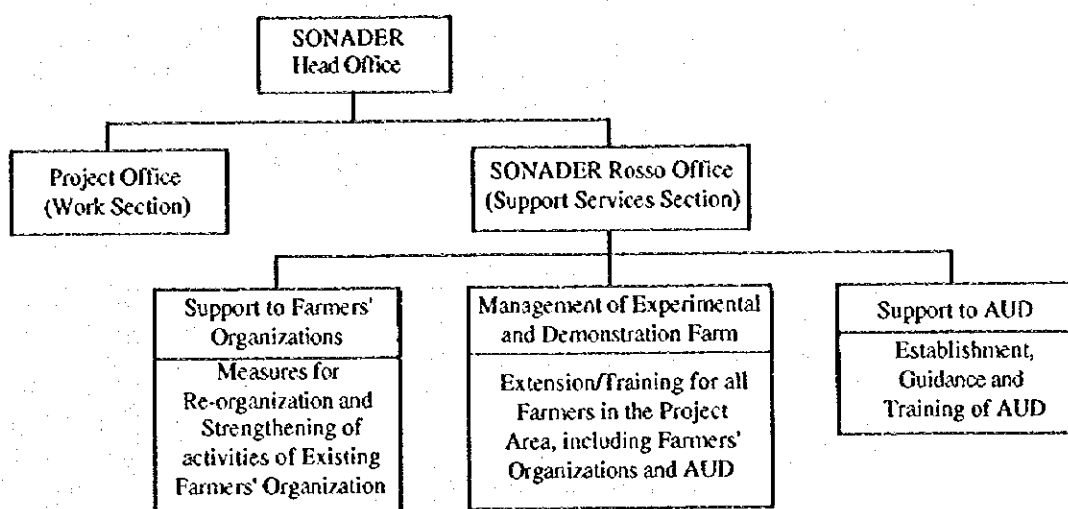 SONADER
Head Office
Project Office
(Work Section)
SONADER Rosso Office
(Support Services Section)
Support to Farmers'
Organizations
Measures for
Re-organization and
Strengthening of
activities of Existing
Farmers' Organization
Management of Experimental
and Demonstration Farm
Extension/Training for all
Farmers in the Project
Area, including Farmers'
Organizations and AUD
Support to AUD
Establishment,
Guidance and
Training of AUD